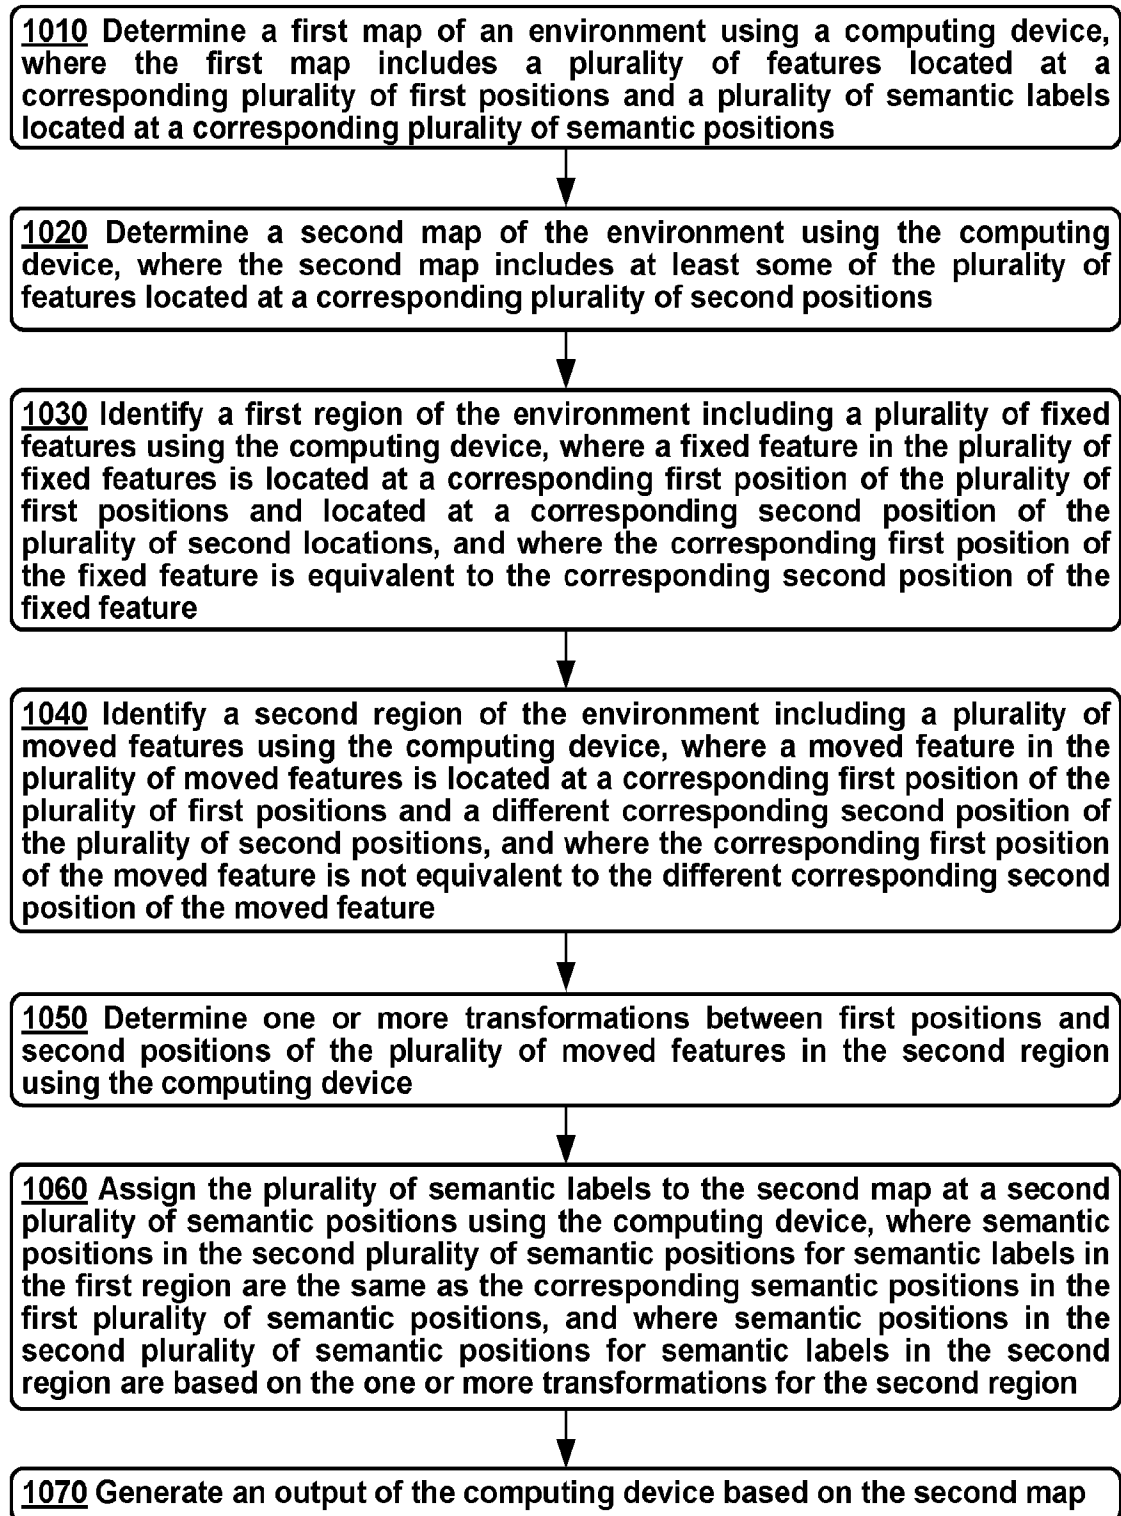 1010 Determine a first map of an environment using a computing device,
where the first map includes a plurality of features located at a
corresponding plurality of first positions and a plurality of semantic labels
located at a corresponding plurality of semantic positions
1020 Determine a second map of the environment using the computing
device, where the second map includes at least some of the plurality of
features located at a corresponding plurality of second positions
1030 Identify a first region of the environment including a plurality of fixed
features using the computing device, where a fixed feature in the plurality of
fixed features is located at a corresponding first position of the plurality of
first positions and located at a corresponding second position of the
plurality of second locations, and where the corresponding first position of
the fixed feature is equivalent to the corresponding second position of the
fixed feature
1040 Identify a second region of the environment including a plurality of
moved features using the computing device, where a moved feature in the
plurality of moved features is located at a corresponding first position of the
plurality of first positions and a different corresponding second position of
the plurality of second positions, and where the corresponding first position
of the moved feature is not equivalent to the different corresponding second
position of the moved feature
1050 Determine one or more transformations between first positions and
second positions of the plurality of moved features in the second region
using the computing device
1060 Assign the plurality of semantic labels to the second map at a second
plurality of semantic positions using the computing device, where semantic
positions in the second plurality of semantic positions for semantic labels in
the first region are the same as the corresponding semantic positions in the
first plurality of semantic positions, and where semantic positions in the
second plurality of semantic positions for semantic labels in the second
region are based on the one or more transformations for the second region
1070 Generate an output of the computing device based on the second map